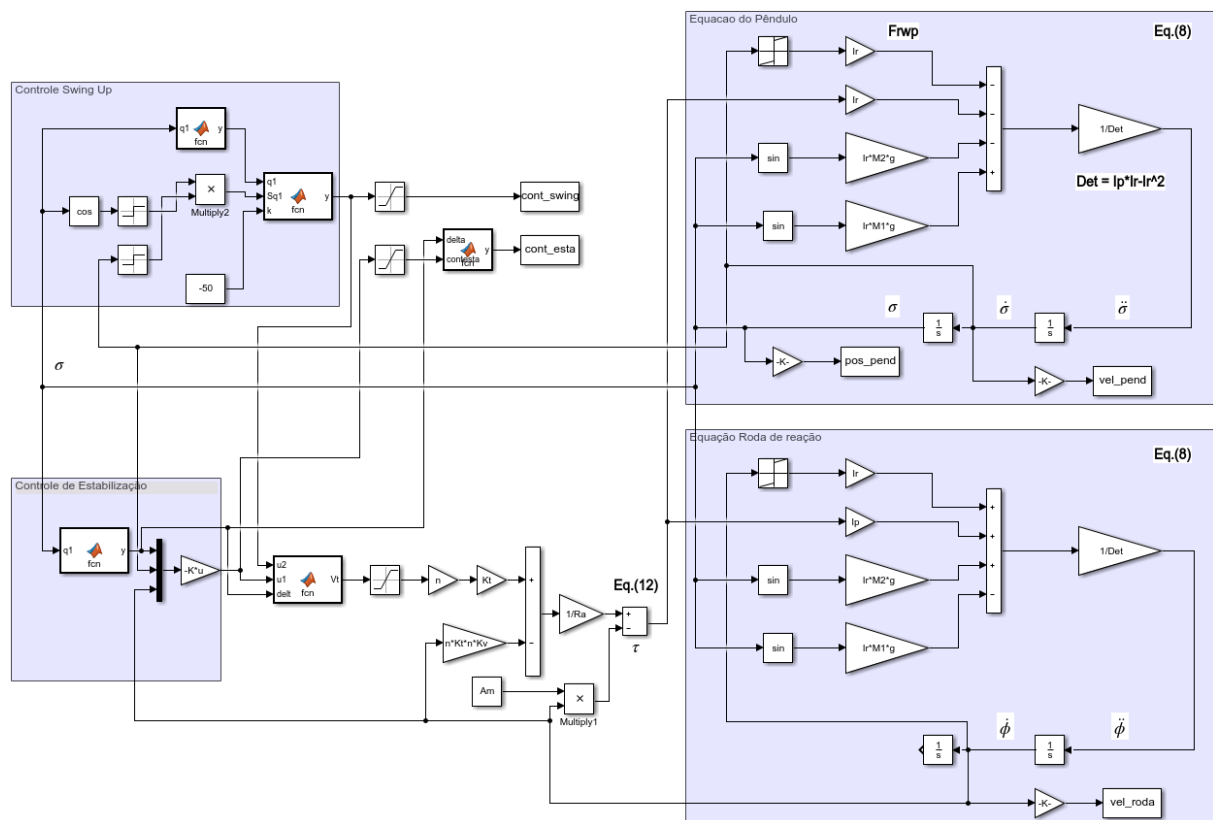 Controle Swing Up
q1
y
fcn
q1
Sq1
k
y
fcn
cos
×
Multiply2
-50
cont_swing
delta
contesta
y
fcn
cont_esta
σ
Controle de Estabilização
q1
y
fcn
-K*u
u2
u1
delt
Vt
fcn
n
Kt
n*Kt*n*Kv
+
−
1/Ra
Eq.(12)
+
−
τ
Am
×
Multiply1
Equacao do Pêndulo
Frwp
Eq.(8)
Ir
Ir
sin
Ir*M2*g
sin
Ir*M1*g
−
−
−
+
1/Det
Det = Ip*Ir-Ir^2
σ
σ̇
σ̈
1
s
1
s
-K-
pos_pend
-K-
vel_pend
Equação Roda de reação
Eq.(8)
Ir
Ip
sin
Ir*M2*g
sin
Ir*M1*g
+
+
+
−
1/Det
ϕ̇
ϕ̈
1
s
1
s
-K-
vel_roda